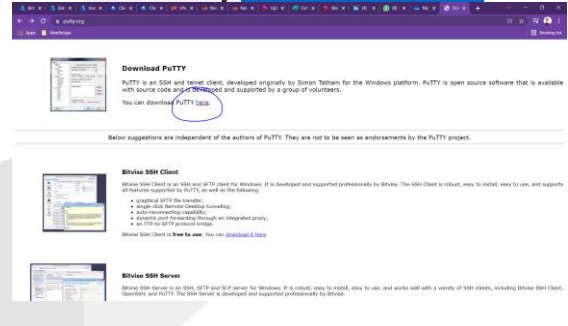 putty.org
Apps
Reading list
Download PuTTY
PuTTY is an SSH and telnet client, developed originally by Simon Tatham for the Windows platform. PuTTY is open source software that is available
with source code and is developed and supported by a group of volunteers.
You can download PuTTY here.
Below suggestions are independent of the authors of PuTTY. They are not to be seen as endorsements by the PuTTY project.
Bitvise SSH Client
Bitvise SSH Client is an SSH and SFTP client for Windows. It is developed and supported professionally by Bitvise. The SSH Client is robust, easy to install, easy to use, and supports
all features supported by PuTTY, as well as the following:
graphical SFTP file transfer;
single-click Remote Desktop tunneling;
auto-reconnecting capability;
dynamic port forwarding through an integrated proxy;
an FTP-to-SFTP protocol bridge.
Bitvise SSH Client is free to use. You can download it here.
Bitvise SSH Server
Bitvise SSH Server is an SSH, SFTP and SCP server for Windows. It is robust, easy to install, easy to use, and works well with a variety of SSH clients, including Bitvise SSH Client,
OpenSSH, and PuTTY. The SSH Server is developed and supported professionally by Bitvise.